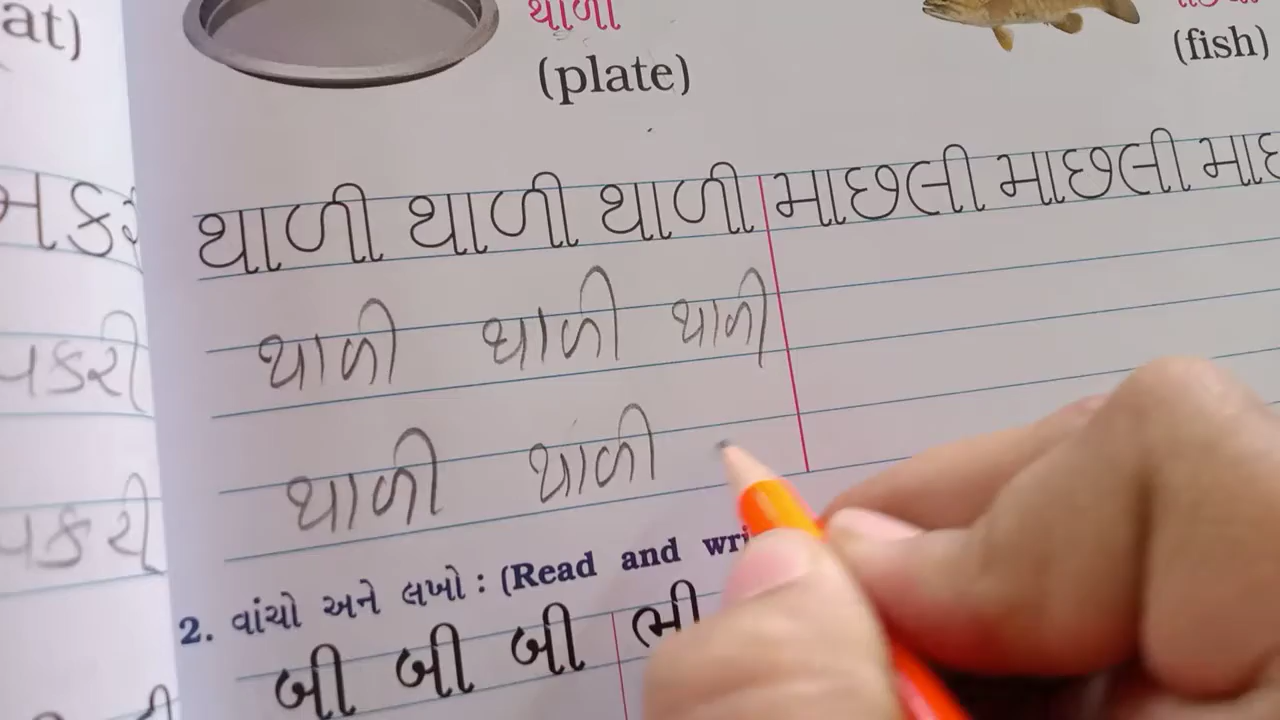 at)
થાળી
(plate)
(fish)
થાળી થાળી થાળી માછલી માછલી
થાળી થાળી થાળી
થાળી થાળી
2. વાંચો અને લખો : (Read and
બી બી બી ભી